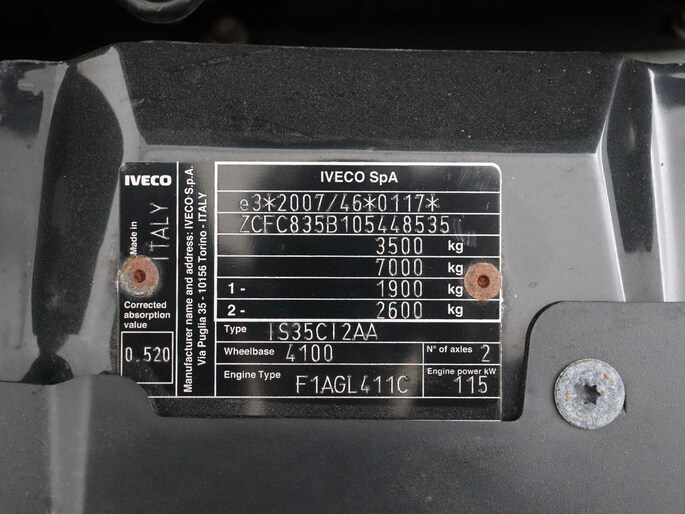 IVECO
Made in
ITALY
Corrected
absorption
value
0.520
Manufacturer name and address: IVECO S.p.A.
Via Puglia 35 - 10156 Torino - ITALY
IVECO SpA
e3*2007/46*0117*
ZCFC835B105448535
3500 kg
7000 kg
1- 1900 kg
2- 2600 kg
Type IS35CI2AA
Wheelbase 4100
N° of axles 2
Engine Type F1AGL411C
Engine power kW
115